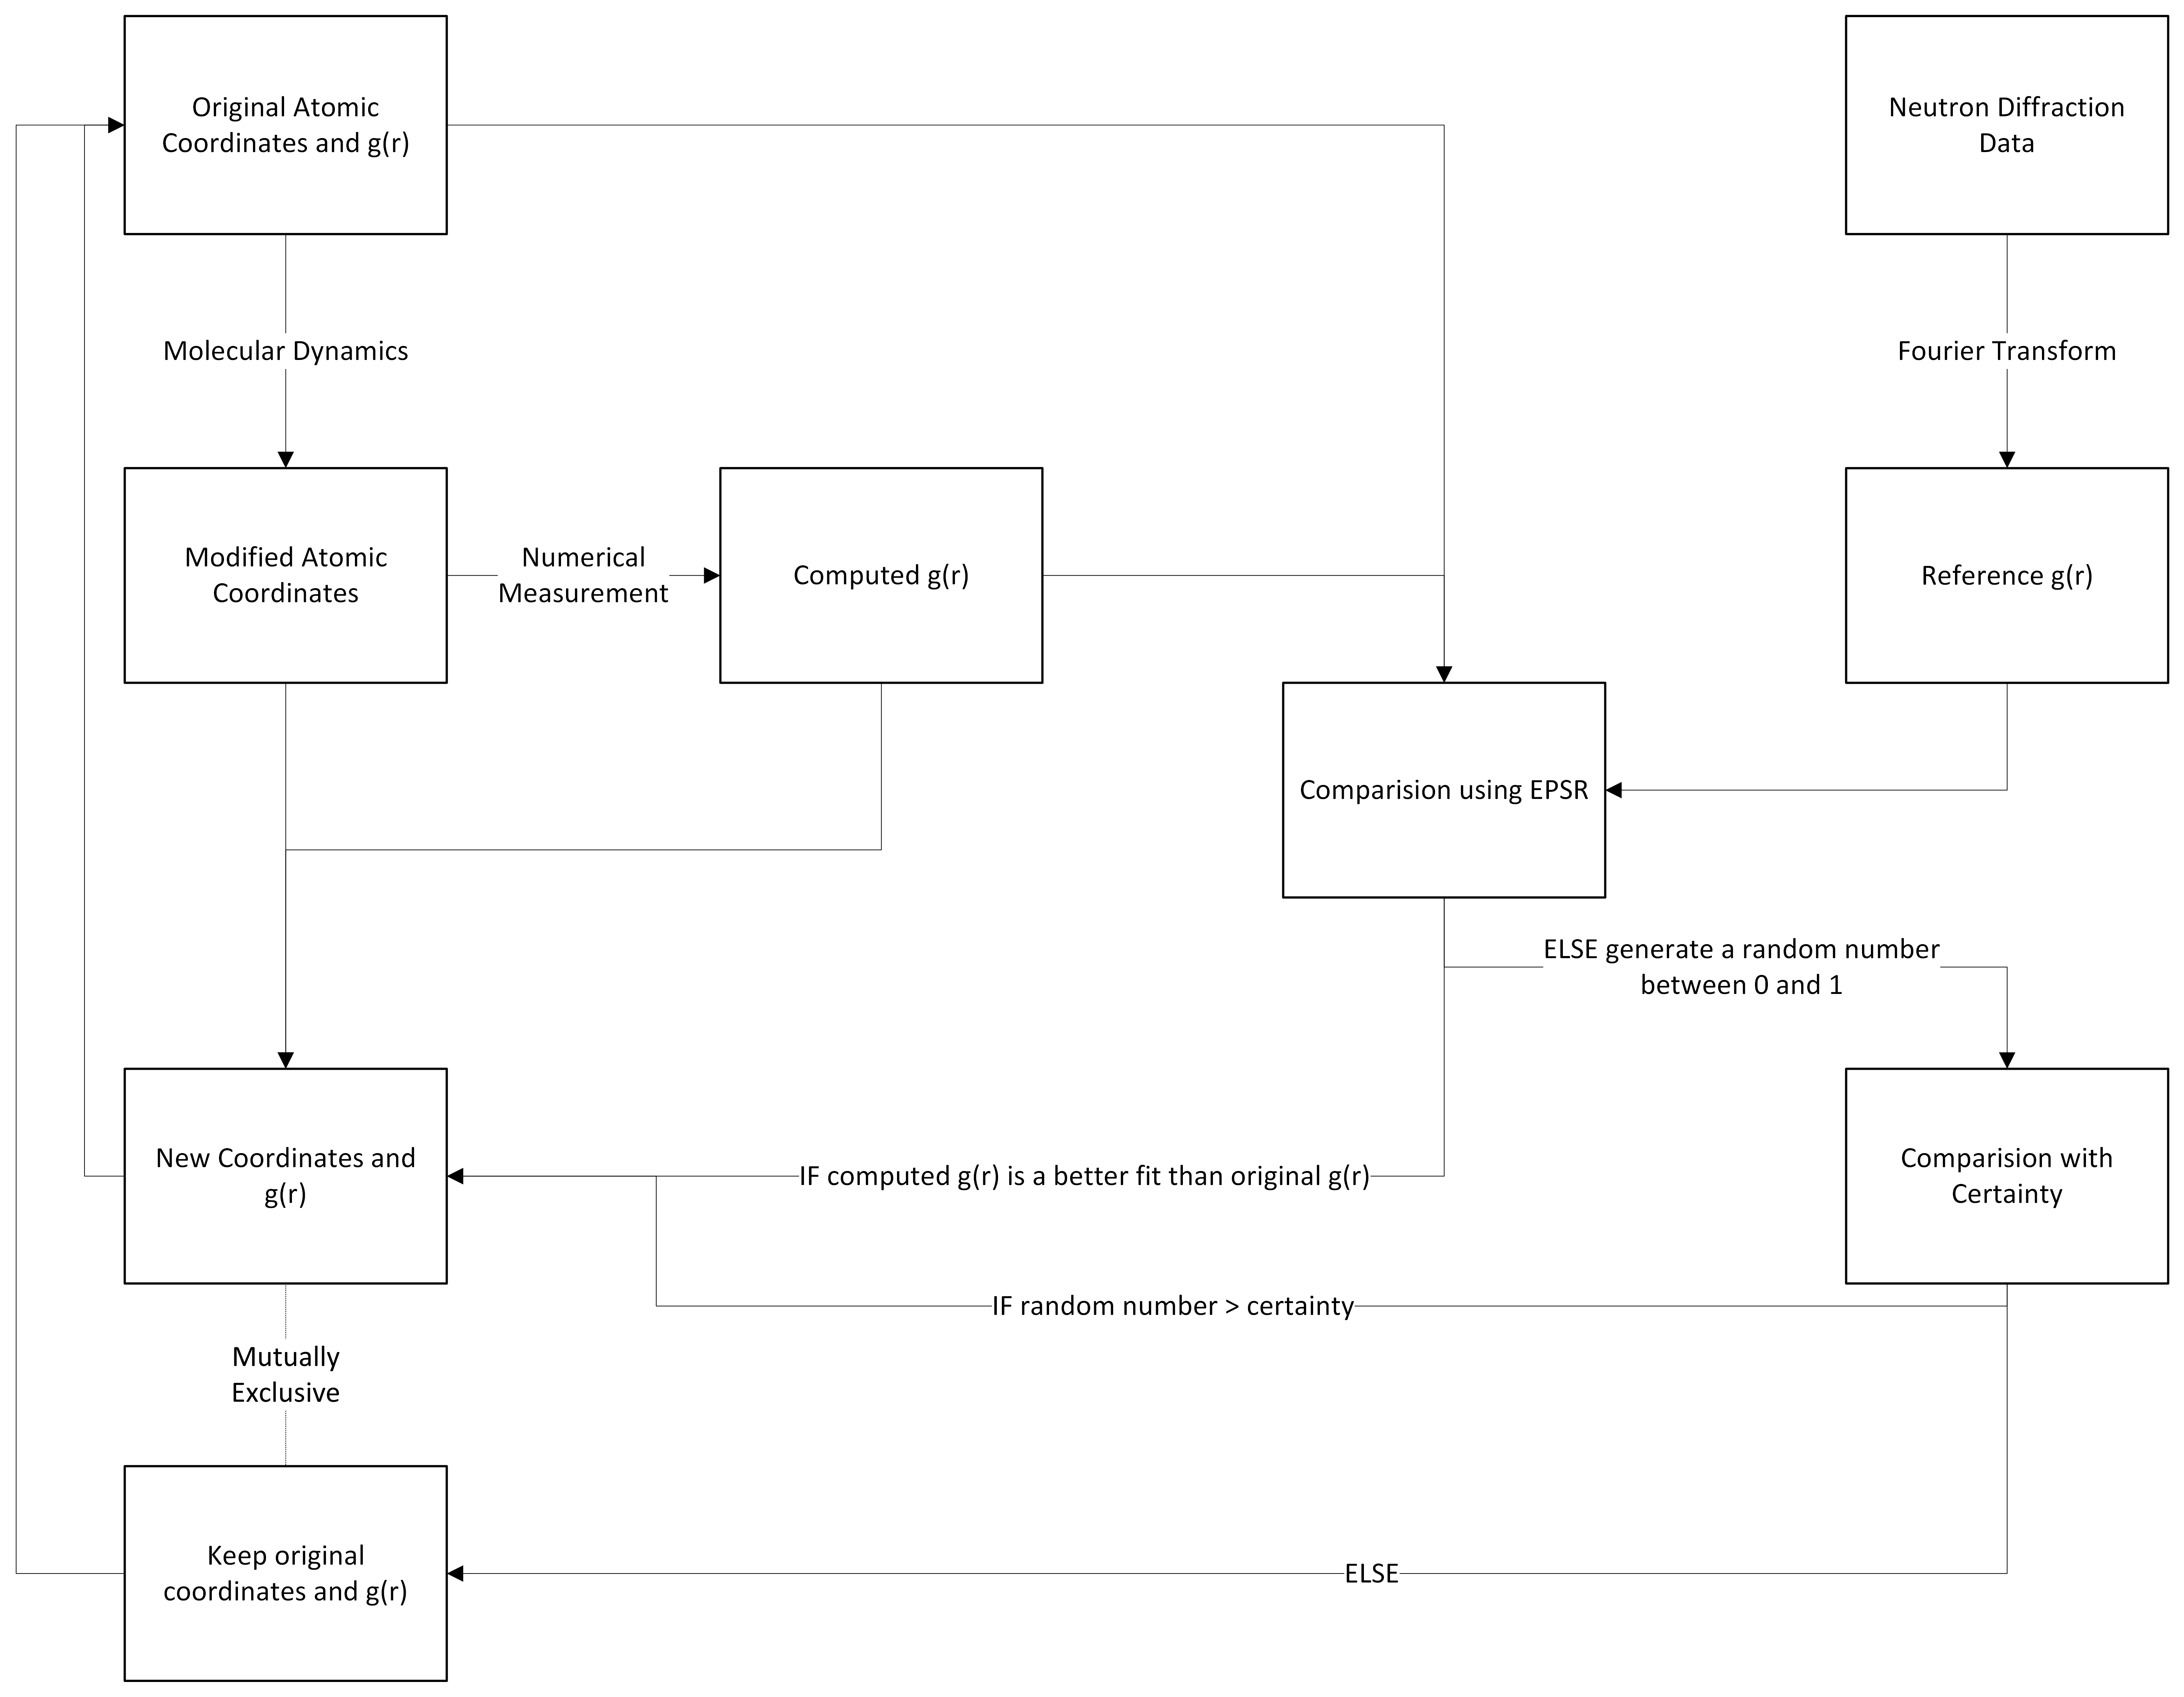 Original Atomic
Coordinates and g(r)
Neutron Diffraction
Data
Molecular Dynamics
Fourier Transform
Modified Atomic
Coordinates
Numerical
Measurement
Computed g(r)
Reference g(r)
Comparision using EPSR
ELSE generate a random number
between 0 and 1
New Coordinates and
g(r)
IF computed g(r) is a better fit than original g(r)
Comparision with
Certainty
IF random number > certainty
Mutually
Exclusive
Keep original
coordinates and g(r)
ELSE